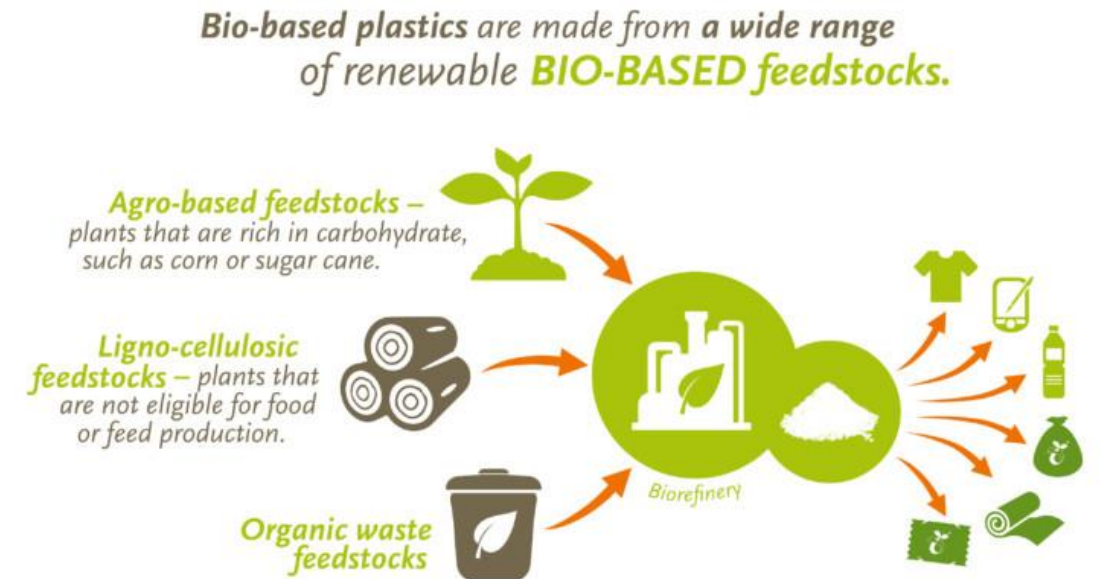 Bio-based plastics are made from a wide range
of renewable BIO-BASED feedstocks.
Agro-based feedstocks –
plants that are rich in carbohydrate,
such as corn or sugar cane.
Ligno-cellulosic
feedstocks – plants that
are not eligible for food
or feed production.
Organic waste
feedstocks
Biorefinery